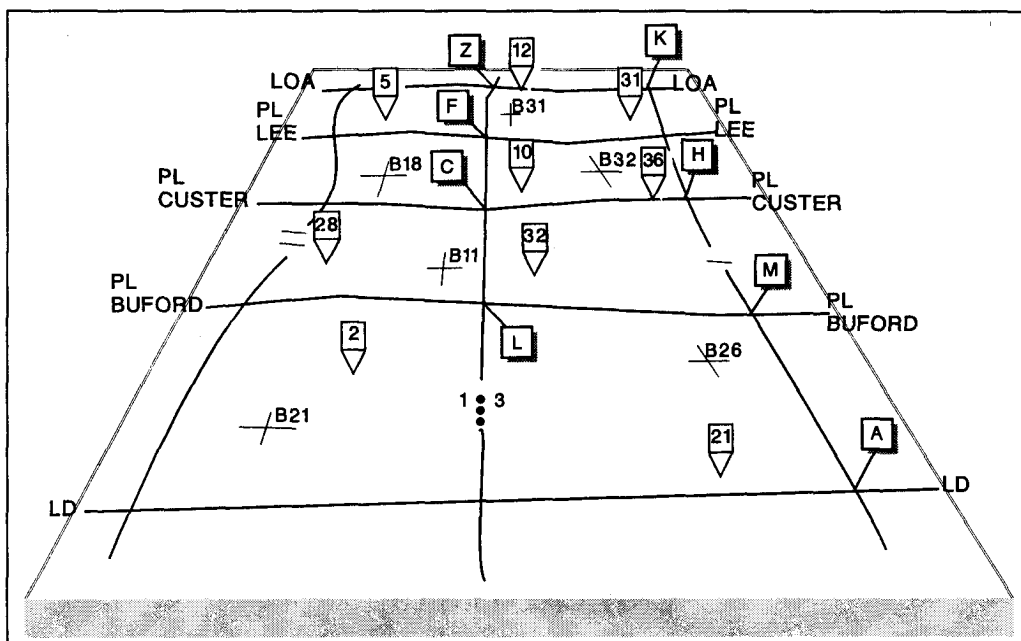 Z
12
K
LOA
5
31
LOA
PL
LEE
F
B31
PL
LEE
B18
C
10
B32
36
H
PL
CUSTER
PL
CUSTER
28
B11
32
M
PL
BUFORD
PL
BUFORD
2
L
B26
1 3
B21
21
A
LD
LD